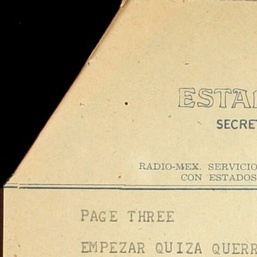 ESTA
SECRET
RADIO-MEX. SERVICIO
CON ESTADOS
PAGE THREE
EMPEZAR QUIZA QUERR